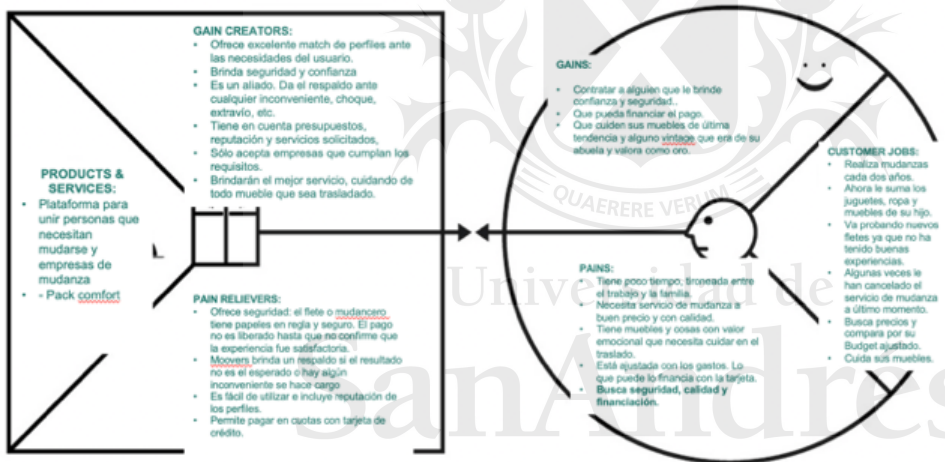 GAIN CREATORS:
• Ofrece excelente match de perfiles ante
las necesidades del usuario.
• Brinda seguridad y confianza
• Es un aliado. Da el respaldo ante
cualquier inconveniente, choque,
extravío, etc.
• Tiene en cuenta presupuestos,
reputación y servicios solicitados,
• Sólo acepta empresas que cumplan los
requisitos.
• Brindarán el mejor servicio, cuidando de
todo mueble que sea trasladado.
PRODUCTS &
SERVICES:
• Plataforma para
unir personas que
necesitan
mudarse y
empresas de
mudanza
• - Pack comfort
PAIN RELIEVERS:
• Ofrece seguridad: el flete o mudancero
tiene papeles en regla y seguro. El pago
no es liberado hasta que no confirme que
la experiencia fue satisfactoria.
• Moovers brinda un respaldo si el resultado
no es el esperado o hay algún
inconveniente se hace cargo
• Es fácil de utilizar e incluye reputación de
los perfiles.
• Permite pagar en cuotas con tarjeta de
crédito.
GAINS:
• Contratar a alguien que le brinde
confianza y seguridad..
• Que pueda financiar el pago.
• Que cuiden sus muebles de última
tendencia y alguno vintage que era de su
abuela y valora como oro.
PAINS:
• Tiene poco tiempo, tironeada entre
el trabajo y la familia.
• Necesita servicio de mudanza a
buen precio y con calidad.
• Tiene muebles y cosas con valor
emocional que necesita cuidar en el
traslado.
• Está ajustada con los gastos. Lo
que puede lo financia con la tarjeta.
• Busca seguridad, calidad y
financiación.
CUSTOMER JOBS:
• Realiza mudanzas
cada dos años.
• Ahora le suma los
juguetes, ropa y
muebles de su hijo.
• Va probando nuevos
fletes ya que no ha
tenido buenas
experiencias.
• Algunas veces le
han cancelado el
servicio de mudanza
a último momento.
• Busca precios y
compara por su
Budget ajustado.
• Cuida sus muebles.
QUAERERE VERUM
Universidad de
SanAndrés